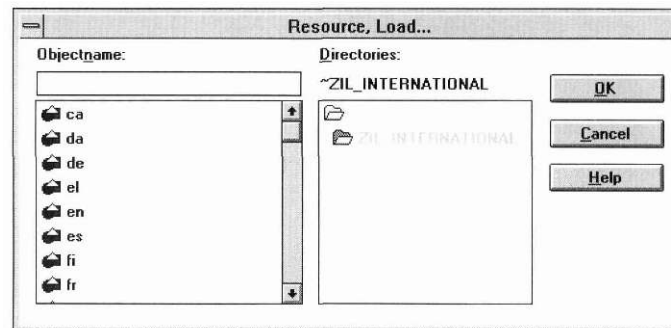 Resource, Load...
Objectname:
Directories:
~ZIL_INTERNATIONAL
OK
Cancel
Help
ca
da
de
el
en
es
fi
fr
ZIL_INTERNATIONAL